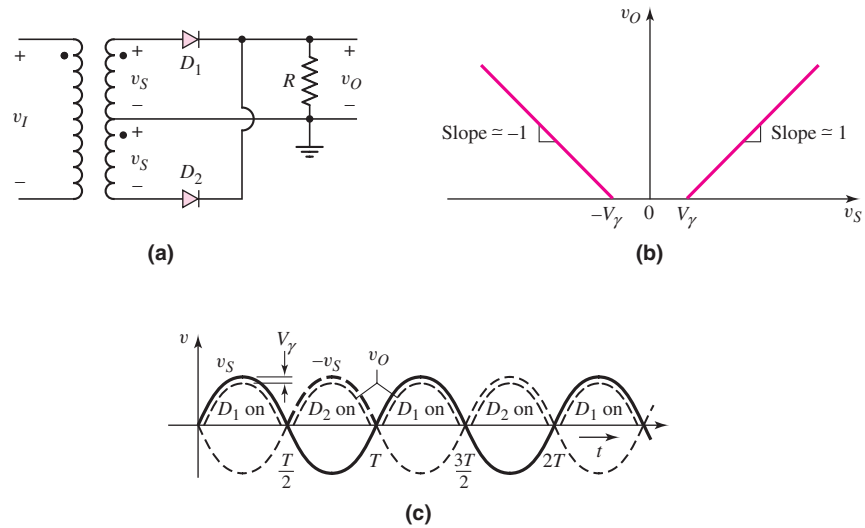 +
v_I
−
+
v_S
−
+
v_S
−
D_1
D_2
R
+
v_O
−
(a)
v_O
Slope ≃ –1
Slope ≃ 1
−V_γ
0
V_γ
v_S
(b)
v
V_γ
v_S
−v_S
v_O
D_1 on
D_2 on
D_1 on
D_2 on
D_1 on
T/2
T
3T/2
2T
t
(c)